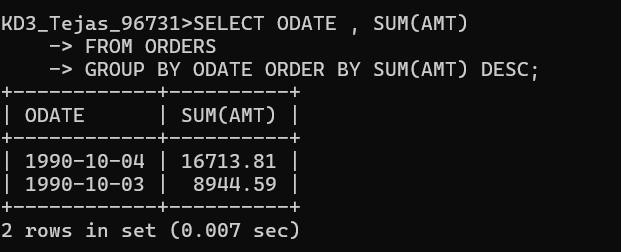 KD3_Tejas_96731>SELECT ODATE , SUM(AMT)
    -> FROM ORDERS
    -> GROUP BY ODATE ORDER BY SUM(AMT) DESC;
+------------+----------+
| ODATE      | SUM(AMT) |
+------------+----------+
| 1990-10-04 | 16713.81 |
| 1990-10-03 |  8944.59 |
+------------+----------+
2 rows in set (0.007 sec)